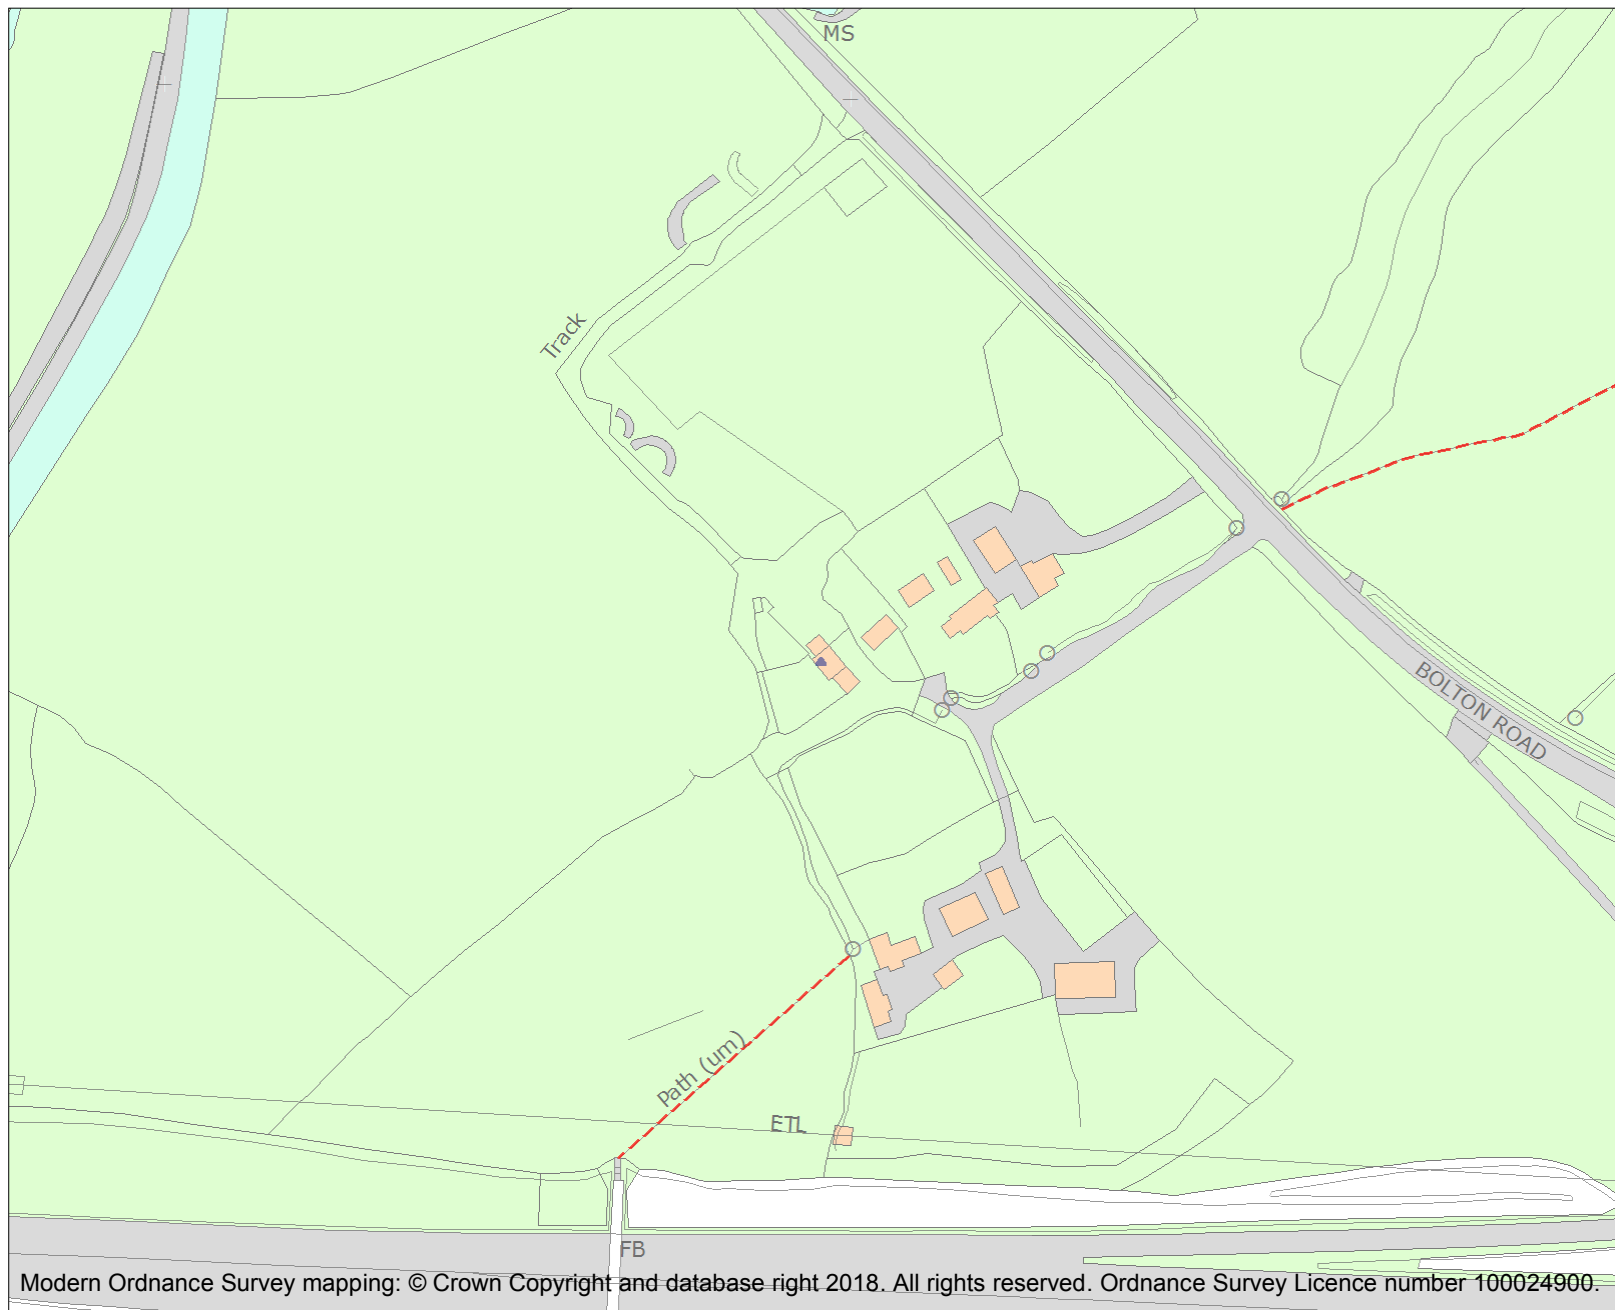 MS
Track
BOLTON ROAD
Path (um)
ETL
FB
Modern Ordnance Survey mapping: © Crown Copyright and database right 2018. All rights reserved. Ordnance Survey Licence number 100024900.